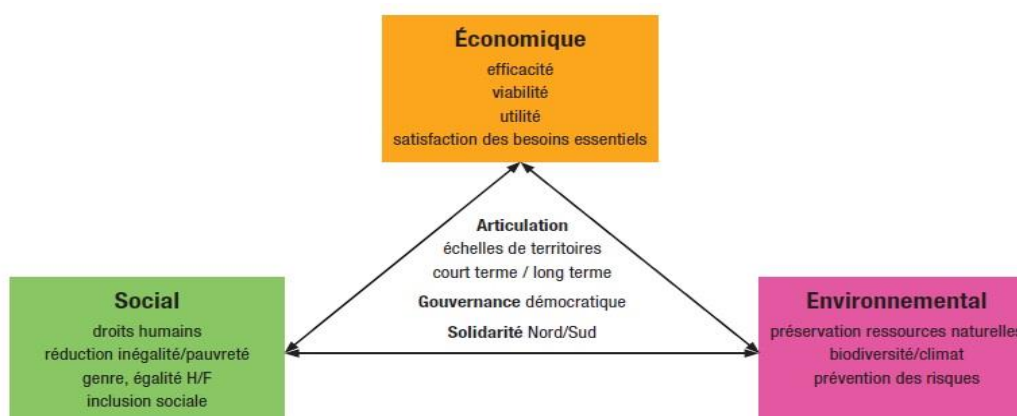 Économique
efficacité
viabilité
utilité
satisfaction des besoins essentiels
Articulation
échelles de territoires
court terme / long terme
Gouvernance démocratique
Solidarité Nord/Sud
Social
droits humains
réduction inégalité/pauvreté
genre, égalité H/F
inclusion sociale
Environnemental
préservation ressources naturelles
biodiversité/climat
prévention des risques